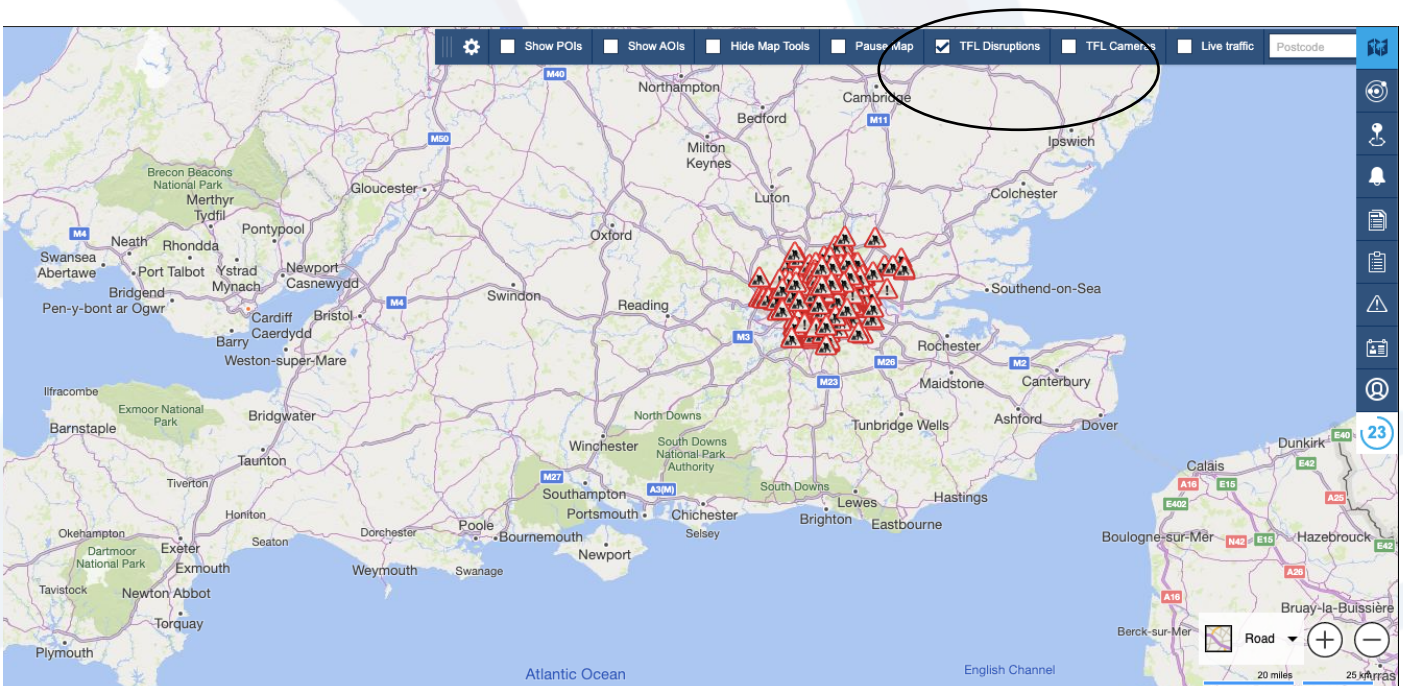 Show POIs
Show AOIs
Hide Map Tools
Pause Map
TFL Disruptions
TFL Cameras
Live traffic
Postcode
M40
Northampton
Cambridge
Bedford
M11
M50
Milton
Keynes
Ipswich
Brecon Beacons
National Park
Merthyr
Tydfil
Gloucester
Luton
Colchester
Pontypool
M4
Neath
Rhondda
Oxford
Swansea
Abertawe
Port Talbot
Ystrad
Mynach
Newport
Casnewydd
Bridgend
Pen-y-bont ar Ogwr
Swindon
Southend-on-Sea
M4
Reading
Cardiff
Caerdydd
Bristol
Barry
M3
Rochester
Weston-super-Mare
M26
M2
M23
Maidstone
Canterbury
Ilfracombe
Exmoor National
Park
Barnstaple
Bridgwater
North Downs
Tunbridge Wells
Ashford
Dover
Winchester
South Downs
National Park
Authority
Dunkirk
E40
23
Taunton
Calais
E42
Tiverton
M27
A3(M)
South Downs
A16
E15
Southampton
Lewes
Hastings
E402
A25
Honiton
Portsmouth
Chichester
Brighton
Eastbourne
Okehampton
Exeter
Seaton
Dorchester
Poole
Bournemouth
Selsey
Boulogne-sur-Mer
N42
E15
Hazebrouck
E42
Dartmoor
National Park
Exmouth
Newport
Weymouth
Swanage
A26
Tavistock
Newton Abbot
A16
Bruay-la-Buissière
Torquay
Berck-sur-Mer
Road
Plymouth
Atlantic Ocean
English Channel
20 miles
25 km
Arras